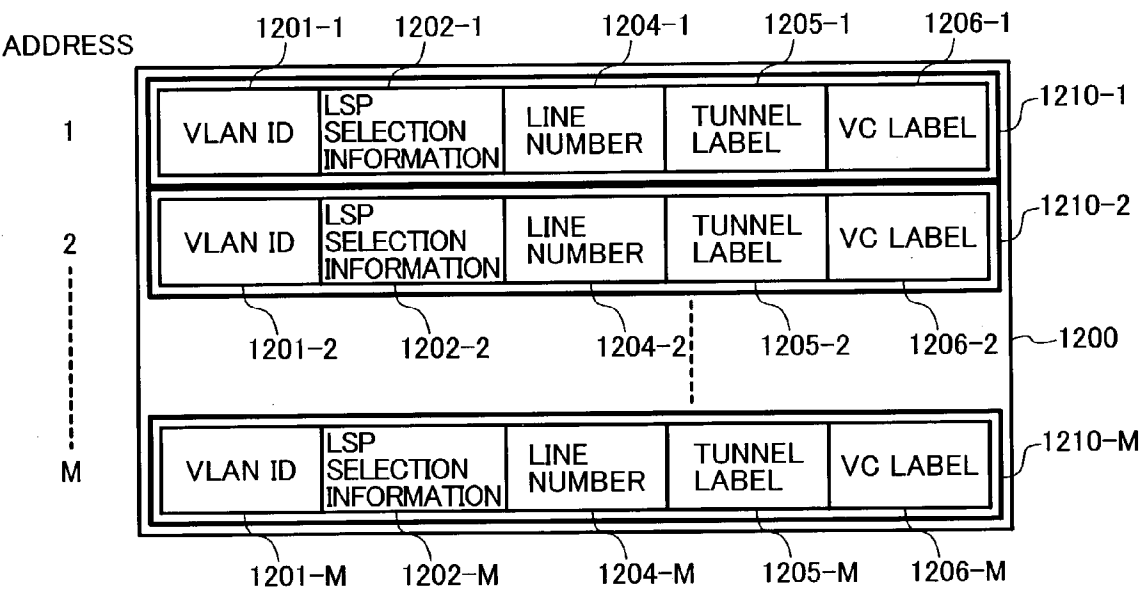 1201-1 1202-1 1204-1 1205-1 1206-1
ADDRESS
1210-1
1
VLAN ID
LSP
SELECTION
INFORMATION
LINE
NUMBER
TUNNEL
LABEL
VC LABEL
1210-2
2
VLAN ID
LSP
SELECTION
INFORMATION
LINE
NUMBER
TUNNEL
LABEL
VC LABEL
1201-2 1202-2 1204-2 1205-2 1206-2
1200
1210-M
M
VLAN ID
LSP
SELECTION
INFORMATION
LINE
NUMBER
TUNNEL
LABEL
VC LABEL
1201-M 1202-M 1204-M 1205-M 1206-M